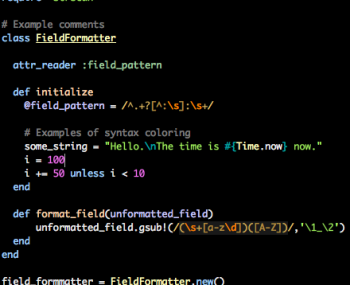 # Example comments
class FieldFormatter
attr_reader :field_pattern
def initialize
@field_pattern = /^.+?[^:\s]:\s+/
# Examples of syntax coloring
some_string = "Hello.\nThe time is #{Time.now} now."
i = 100
i += 50 unless i < 10
end
def format_field(unformatted_field)
unformatted_field.gsub!(/(\s+[a-z\d])([A-Z])/,'\1_\2')
end
end
field_formmatter = FieldFormatter.new()